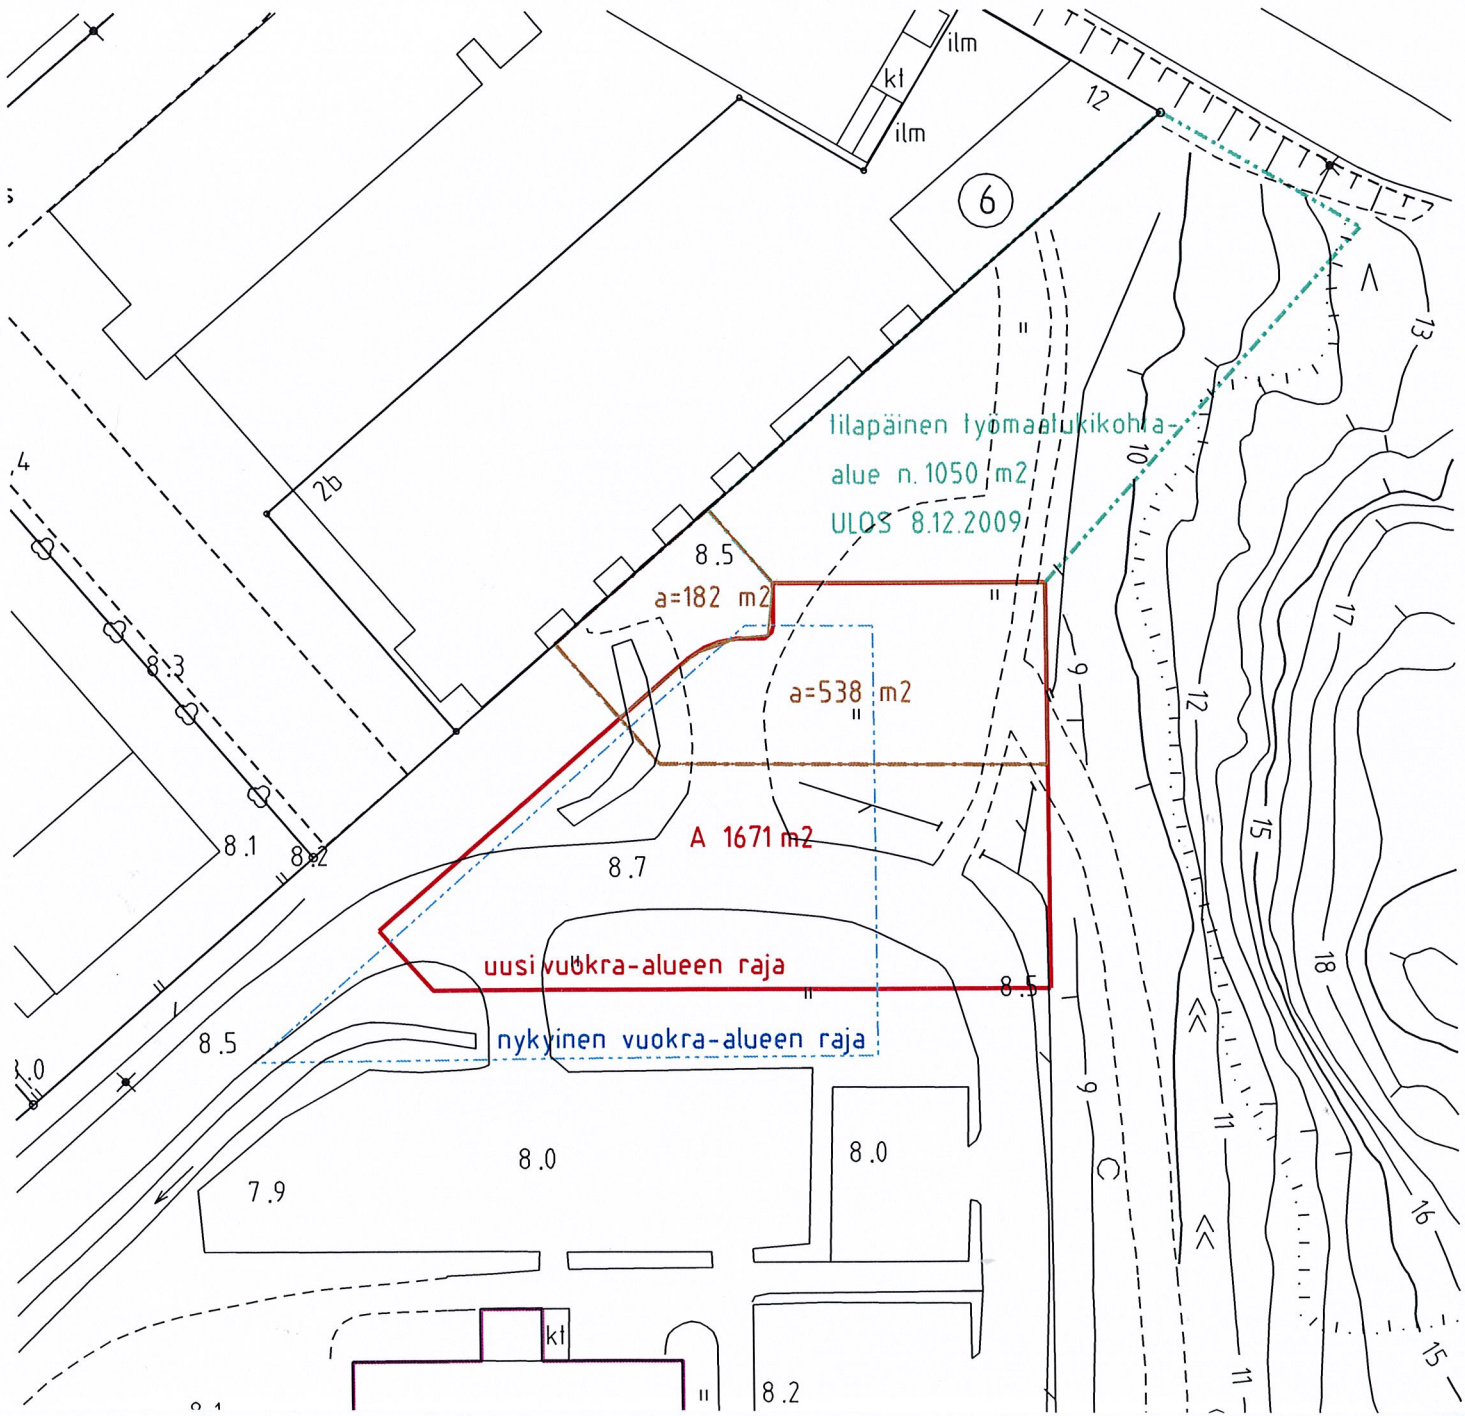 ilm
kt
12
ilm
6
13
tilapäinen työmaatukikohta-
10
.4
alue n. 1050 m2
2b
ULOS 8.12.2009
8.5
a=182 m2
17
8.3
9
a=538 m2
12
A 1671 m2
15
8.1
8.2
8.7
uusi vuokra-alueen raja
18
8.5
8.5
nykyinen vuokra-alueen raja
.0
9
11
8.0
8.0
7.9
16
kt
15
11
8.2